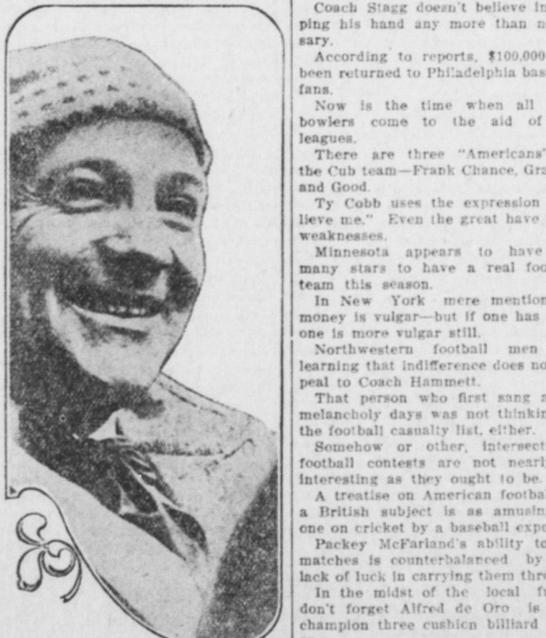 Coach Stagg doesn't believe in
ping his hand any more than n
sary.
According to reports, $100,000
been returned to Philadelphia bas
fans.
Now is the time when all
bowlers come to the aid of
leagues.
There are three "Americans"
the Cub team—Frank Chance, Gra
and Good.
Ty Cobb uses the expression
lieve me." Even the great have
weaknesses.
Minnesota appears to have
many stars to have a real foo
team this season.
In New York mere mention
money is vulgar—but if one has
one is more vulgar still.
Northwestern football men
learning that indifference does no
peal to Coach Hammett.
That person who first sang a
melancholy days was not thinkin
the football casualty list, either.
Somehow or other, intersect
football contests are not nearl
interesting as they ought to be.
A treatise on American footba
a British subject is as amusin
one on cricket by a baseball expe
Packey McFarland's ability to
matches is counterbalanced by
lack of luck in carrying them thro
In the midst of the local fu
don't forget Alfred de Oro is
champion three cushion billiard